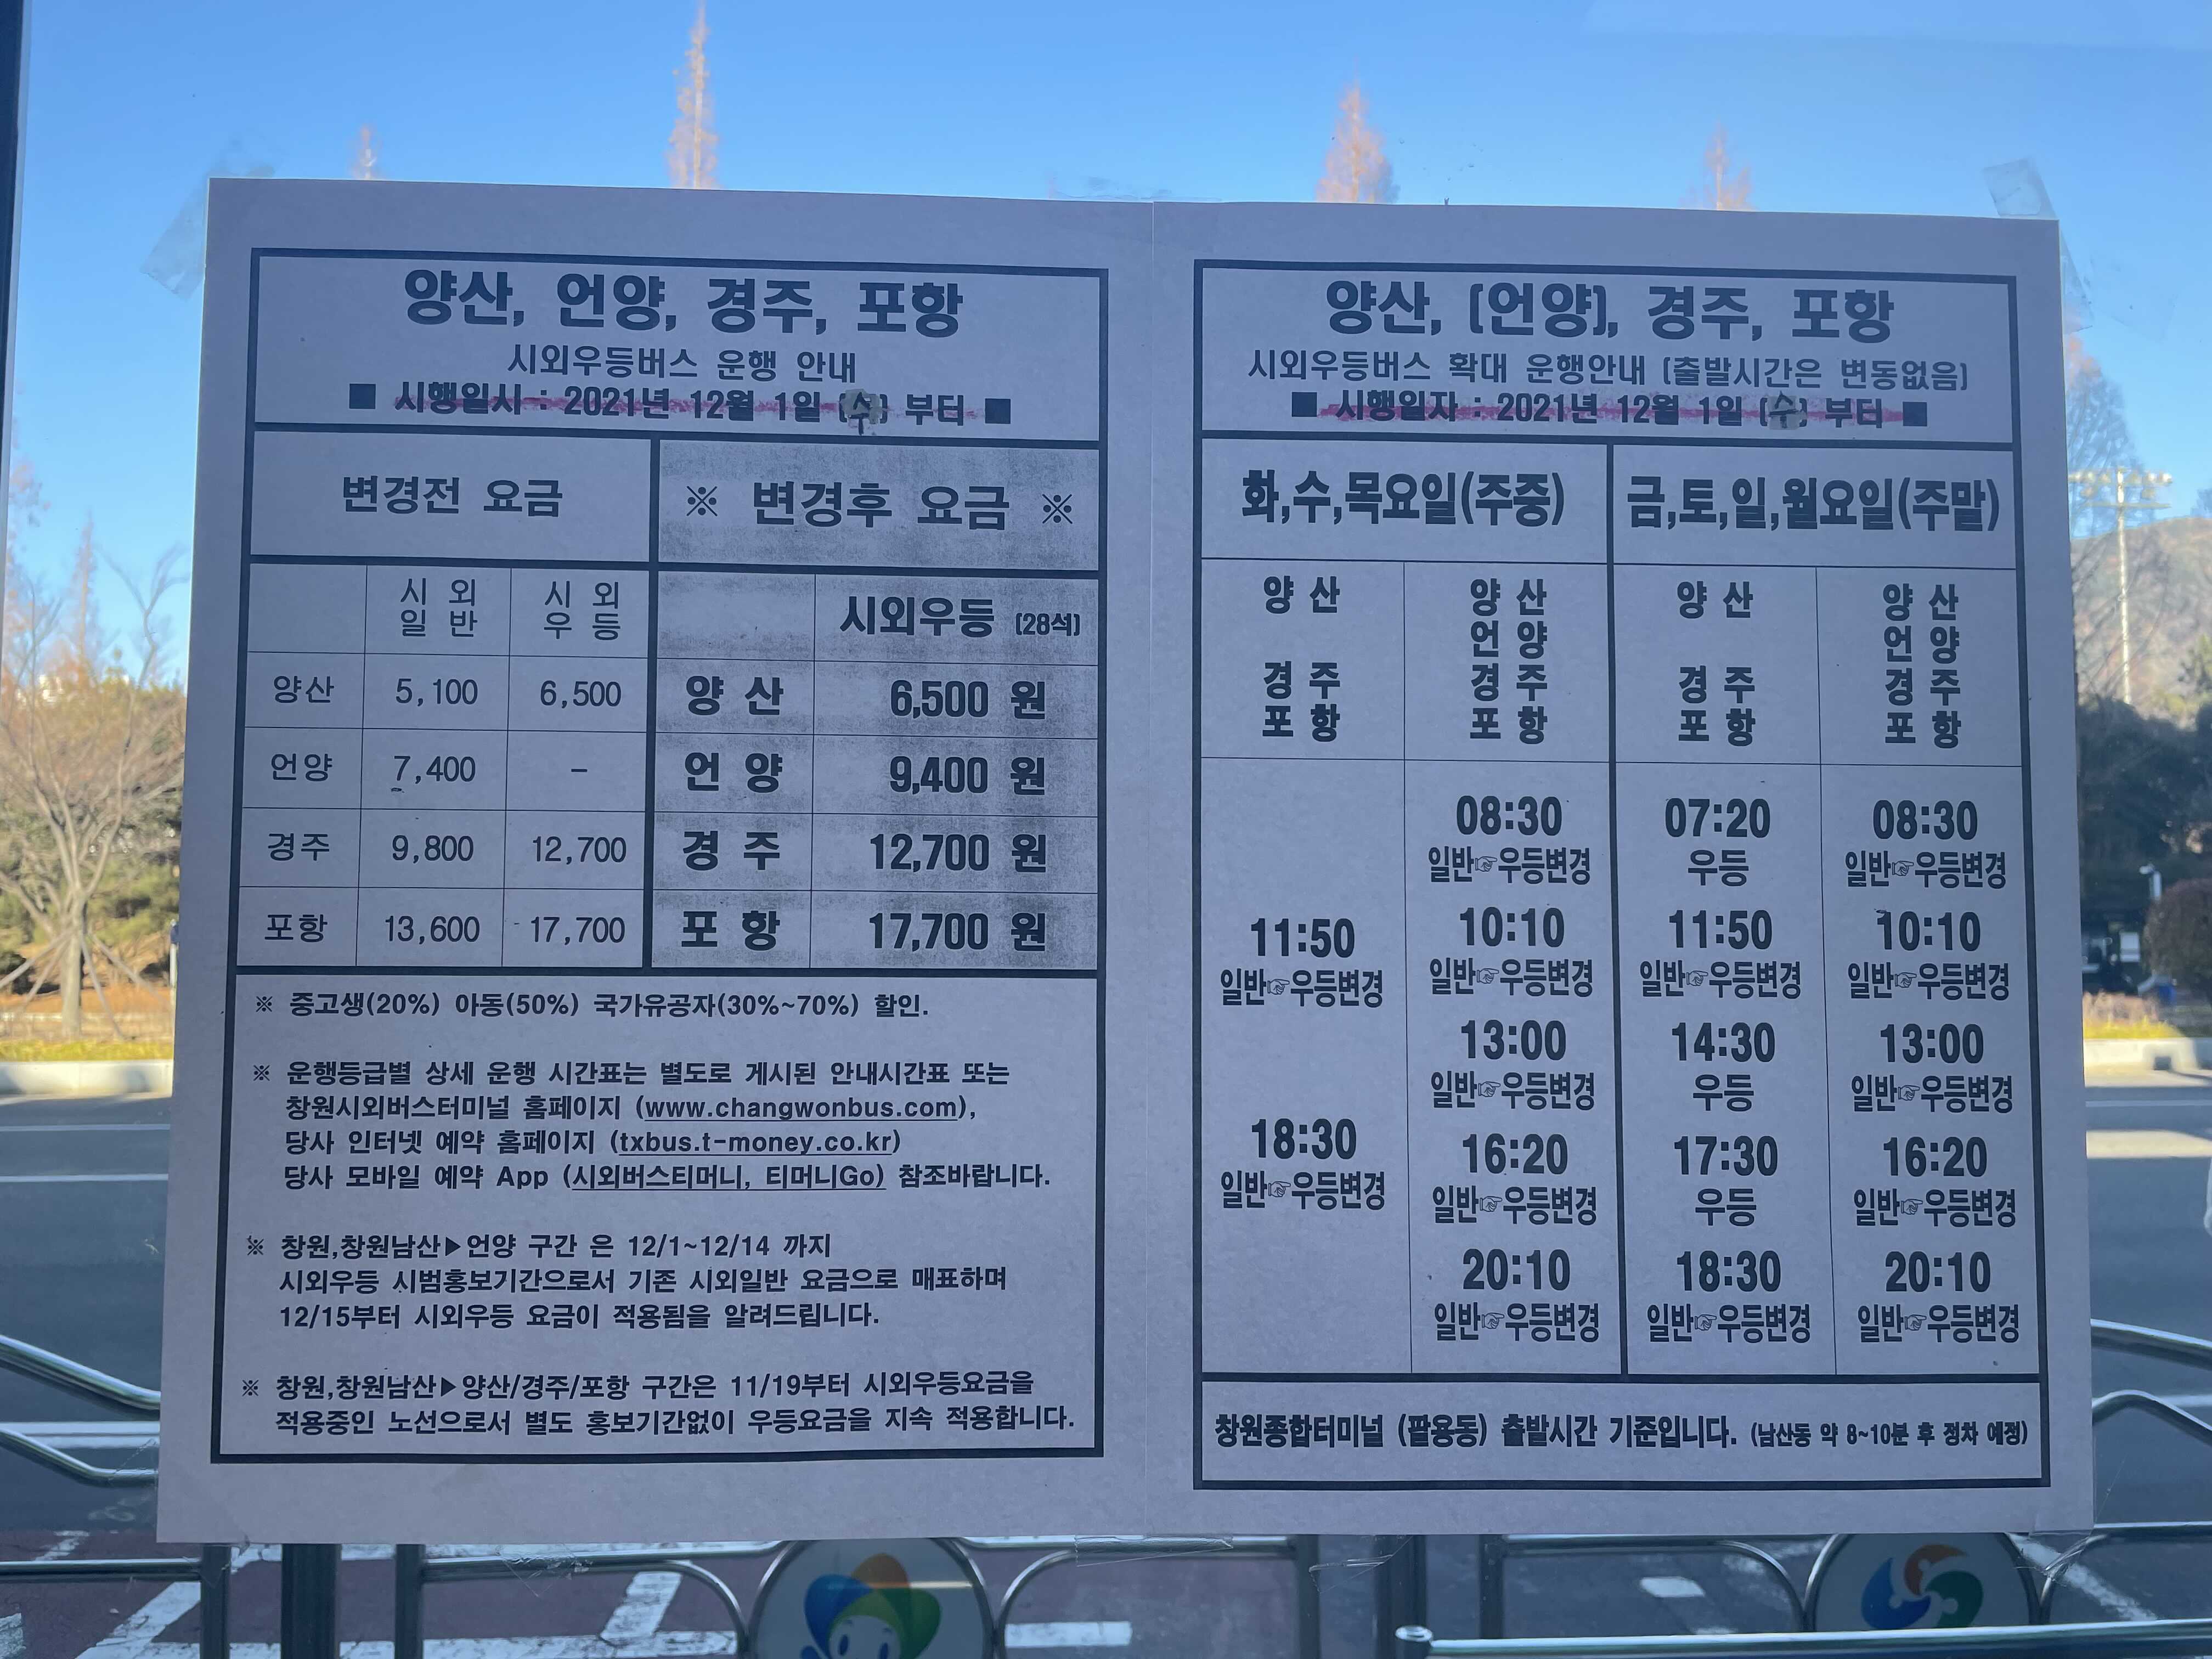 양산, 언양, 경주, 포항
시외우등버스 운행 안내
■ 시행일시 : 2021년 12월 1일 (수) 부터 ■
변경전 요금
※ 변경후 요금 ※
시 외 일 반
시 외 우 등
시외우등 (28석)
양산 5,100 6,500 양 산 6,500 원
언양 7,400 - 언 양 9,400 원
경주 9,800 12,700 경 주 12,700 원
포항 13,600 17,700 포 항 17,700 원
※ 중고생(20%) 아동(50%) 국가유공자(30%~70%) 할인.
※ 운행등급별 상세 운행 시간표는 별도로 게시된 안내시간표 또는
창원시외버스터미널 홈페이지 (www.changwonbus.com),
당사 인터넷 예약 홈페이지 (txbus.t-money.co.kr)
당사 모바일 예약 App (시외버스티머니, 티머니Go) 참조바랍니다.
※ 창원,창원남산▶언양 구간 은 12/1~12/14 까지
시외우등 시범홍보기간으로서 기존 시외일반 요금으로 매표하며
12/15부터 시외우등 요금이 적용됨을 알려드립니다.
※ 창원,창원남산▶양산/경주/포항 구간은 11/19부터 시외우등요금을
적용중인 노선으로서 별도 홍보기간없이 우등요금을 지속 적용합니다.
양산, (언양), 경주, 포항
시외우등버스 확대 운행안내 (출발시간은 변동없음)
■ 시행일자 : 2021년 12월 1일 (수) 부터 ■
화,수,목요일(주중)
금,토,일,월요일(주말)
양 산
경 주
포 항
양 산
언 양
경 주
포 항
양 산
경 주
포 항
양 산
언 양
경 주
포 항
11:50
일반☞우등변경
18:30
일반☞우등변경
08:30
일반☞우등변경
10:10
일반☞우등변경
13:00
일반☞우등변경
16:20
일반☞우등변경
20:10
일반☞우등변경
07:20
우등
11:50
일반☞우등변경
14:30
우등
17:30
우등
18:30
일반☞우등변경
08:30
일반☞우등변경
10:10
일반☞우등변경
13:00
일반☞우등변경
16:20
일반☞우등변경
20:10
일반☞우등변경
창원종합터미널 (팔용동) 출발시간 기준입니다. (남산동 약 8~10분 후 정차 예정)